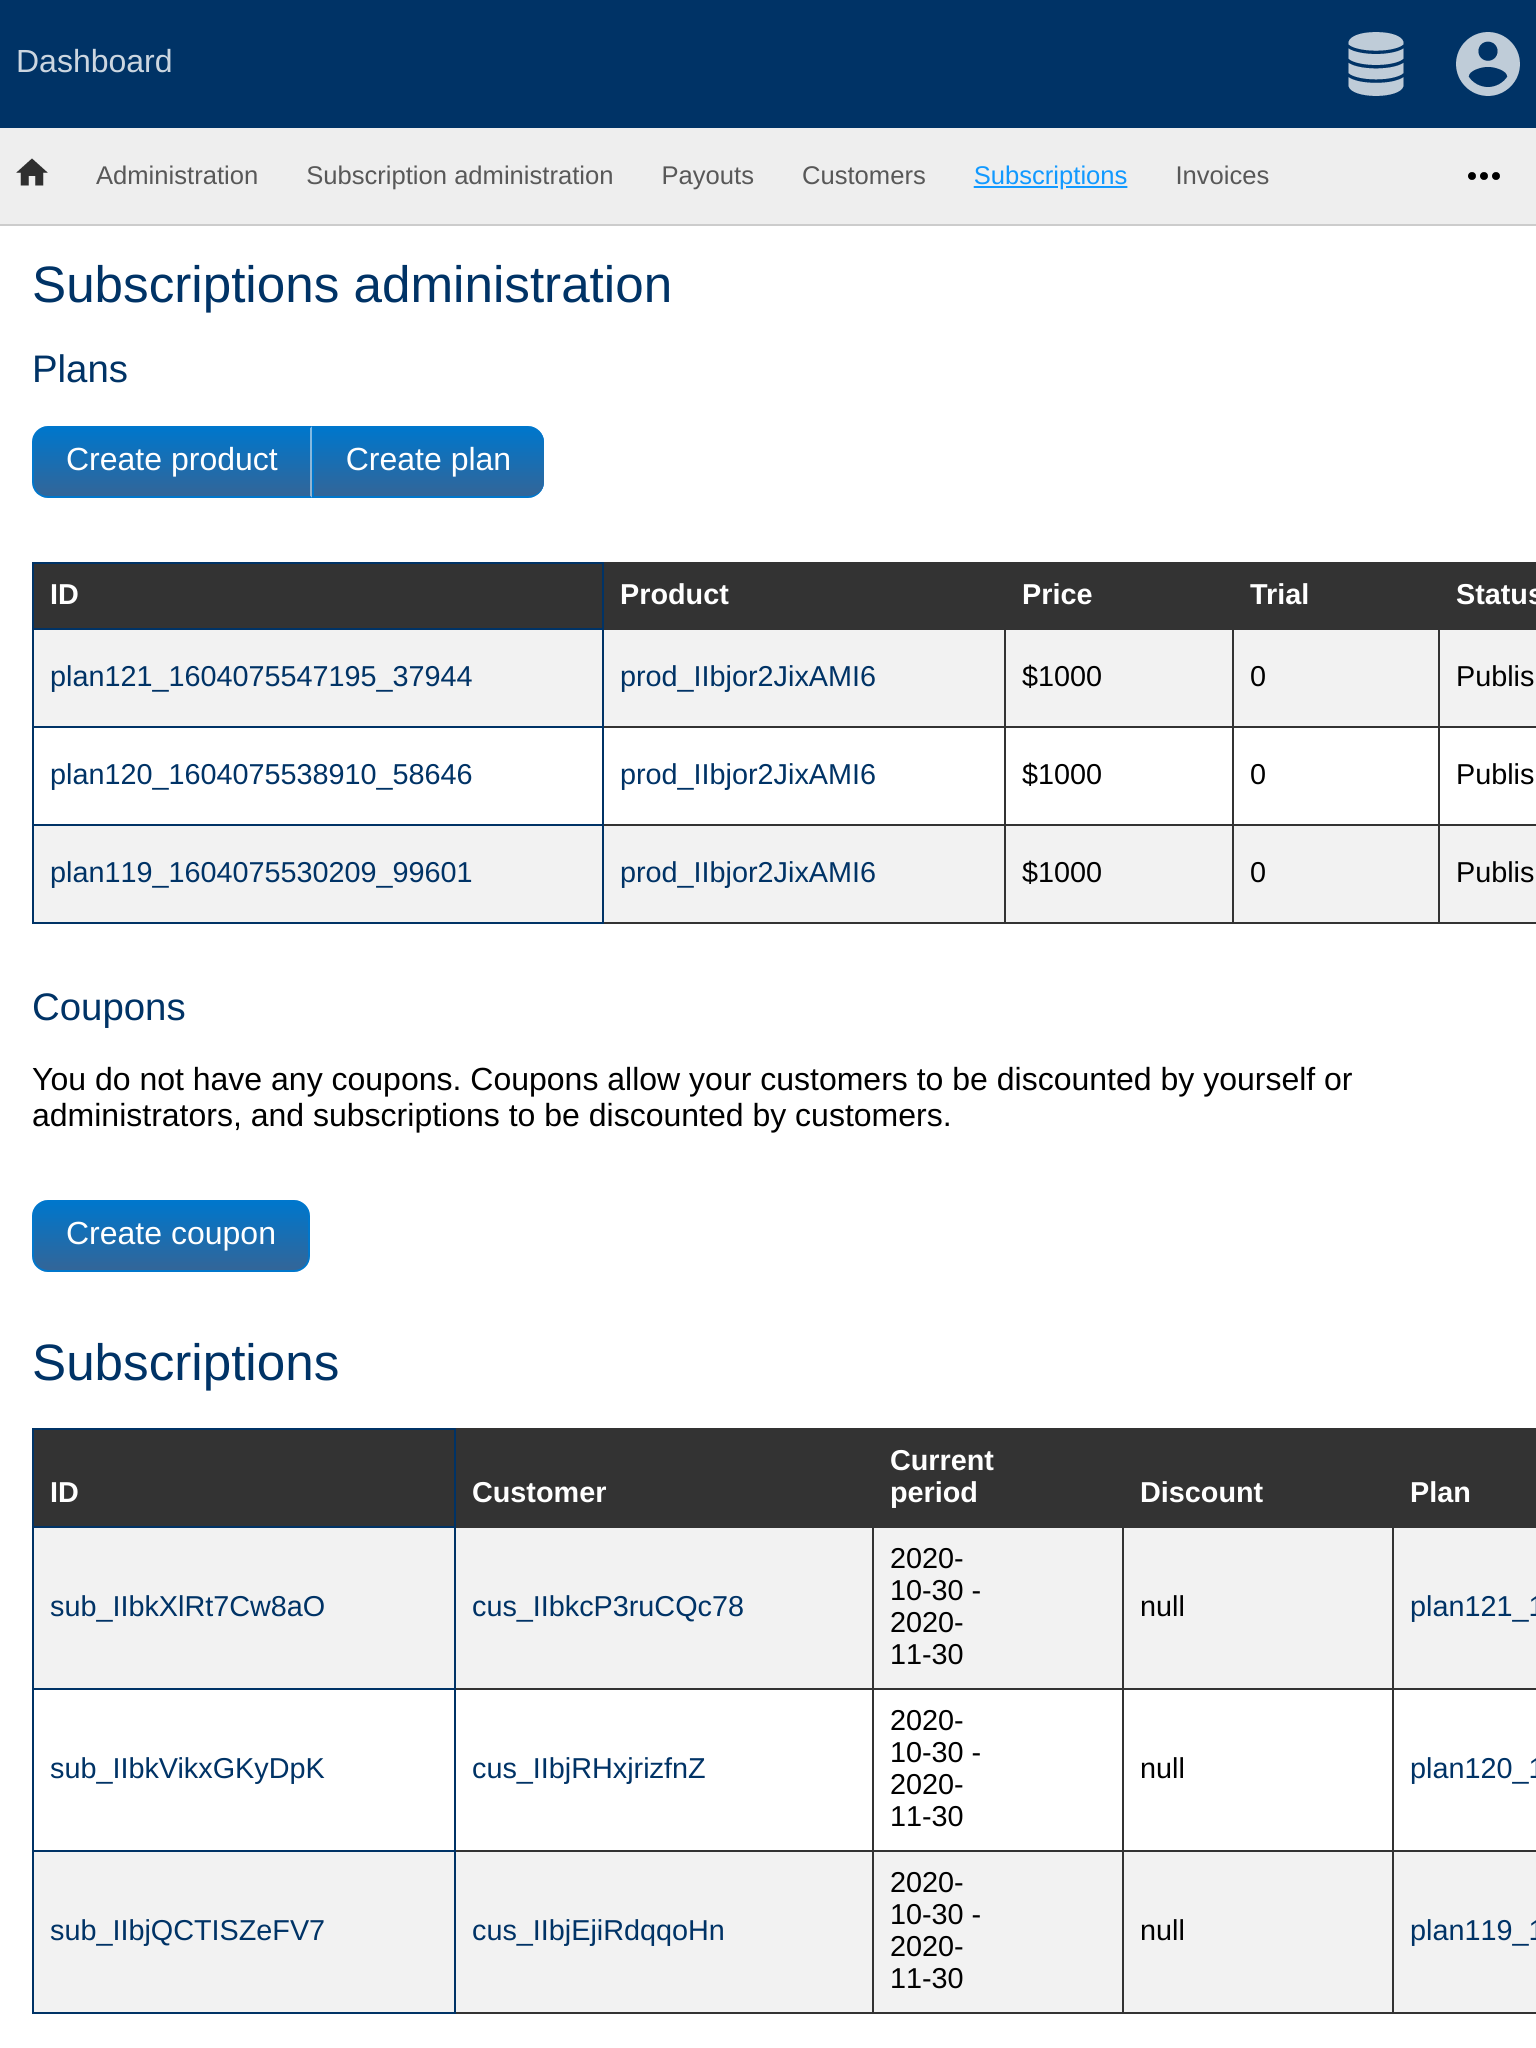 Dashboard
Administration Subscription administration Payouts Customers Subscriptions Invoices
Subscriptions administration
Plans
Create product Create plan
ID Product Price Trial Status
plan121_1604075547195_37944 prod_IIbjor2JixAMI6 $1000 0 Publis
plan120_1604075538910_58646 prod_IIbjor2JixAMI6 $1000 0 Publis
plan119_1604075530209_99601 prod_IIbjor2JixAMI6 $1000 0 Publis
Coupons
You do not have any coupons. Coupons allow your customers to be discounted by yourself or
administrators, and subscriptions to be discounted by customers.
Create coupon
Subscriptions
ID Customer Current period Discount Plan
sub_IIbkXlRt7Cw8aO cus_IIbkcP3ruCQc78 2020-10-30 - 2020-11-30 null plan121_1
sub_IIbkVikxGKyDpK cus_IIbjRHxjrizfnZ 2020-10-30 - 2020-11-30 null plan120_1
sub_IIbjQCTISZeFV7 cus_IIbjEjiRdqqoHn 2020-10-30 - 2020-11-30 null plan119_1